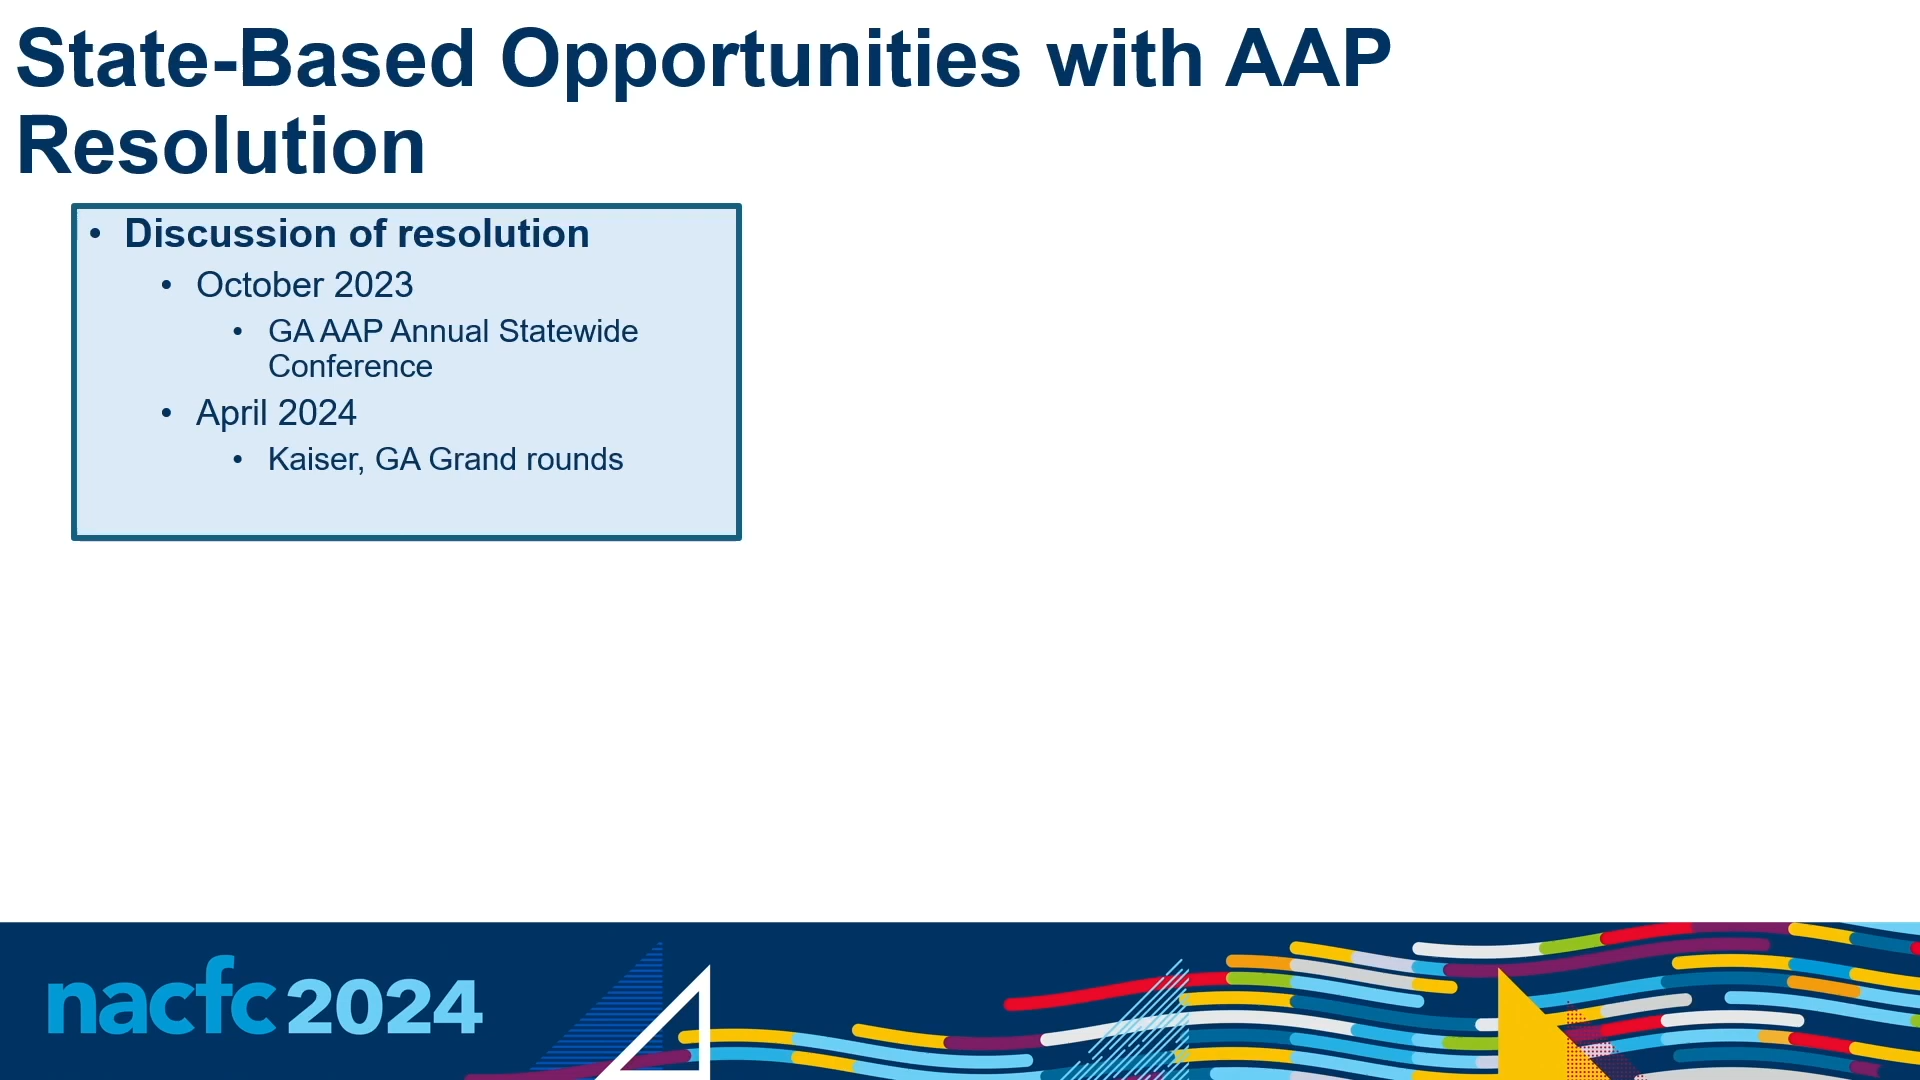 State-Based Opportunities with AAP
Resolution
• Discussion of resolution
• October 2023
• GA AAP Annual Statewide
Conference
• April 2024
• Kaiser, GA Grand rounds
nacfc 2024